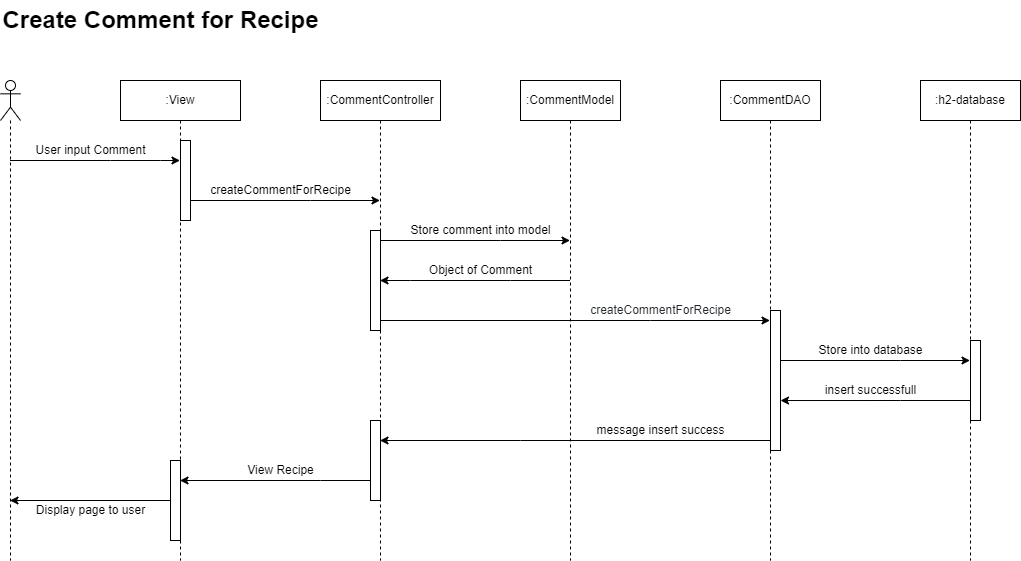 Create Comment for Recipe
:View
:CommentController
:CommentModel
:CommentDAO
:h2-database
User input Comment
createCommentForRecipe
Store comment into model
Object of Comment
createCommentForRecipe
Store into database
insert successfull
message insert success
View Recipe
Display page to user